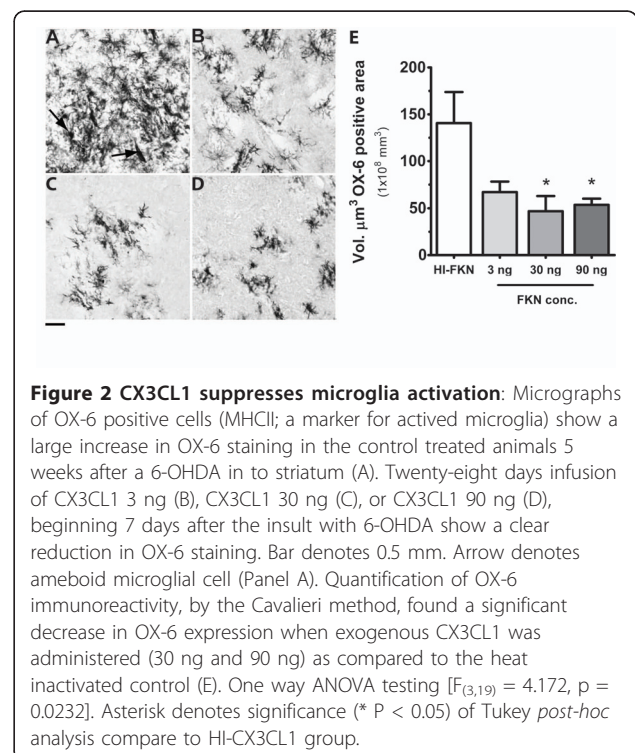 A
B
C
D
E
Vol. μm³ OX-6 positive area
(1x10⁸ mm³)
200
150
100
50
0
*
*
HI-FKN
3 ng
30 ng
90 ng
FKN conc.
Figure 2 CX3CL1 suppresses microglia activation: Micrographs
of OX-6 positive cells (MHCII; a marker for actived microglia) show a
large increase in OX-6 staining in the control treated animals 5
weeks after a 6-OHDA in to striatum (A). Twenty-eight days infusion
of CX3CL1 3 ng (B), CX3CL1 30 ng (C), or CX3CL1 90 ng (D),
beginning 7 days after the insult with 6-OHDA show a clear
reduction in OX-6 staining. Bar denotes 0.5 mm. Arrow denotes
ameboid microglial cell (Panel A). Quantification of OX-6
immunoreactivity, by the Cavalieri method, found a significant
decrease in OX-6 expression when exogenous CX3CL1 was
administered (30 ng and 90 ng) as compared to the heat
inactivated control (E). One way ANOVA testing [F(3,19) = 4.172, p =
0.0232]. Asterisk denotes significance (* P < 0.05) of Tukey post-hoc
analysis compare to HI-CX3CL1 group.